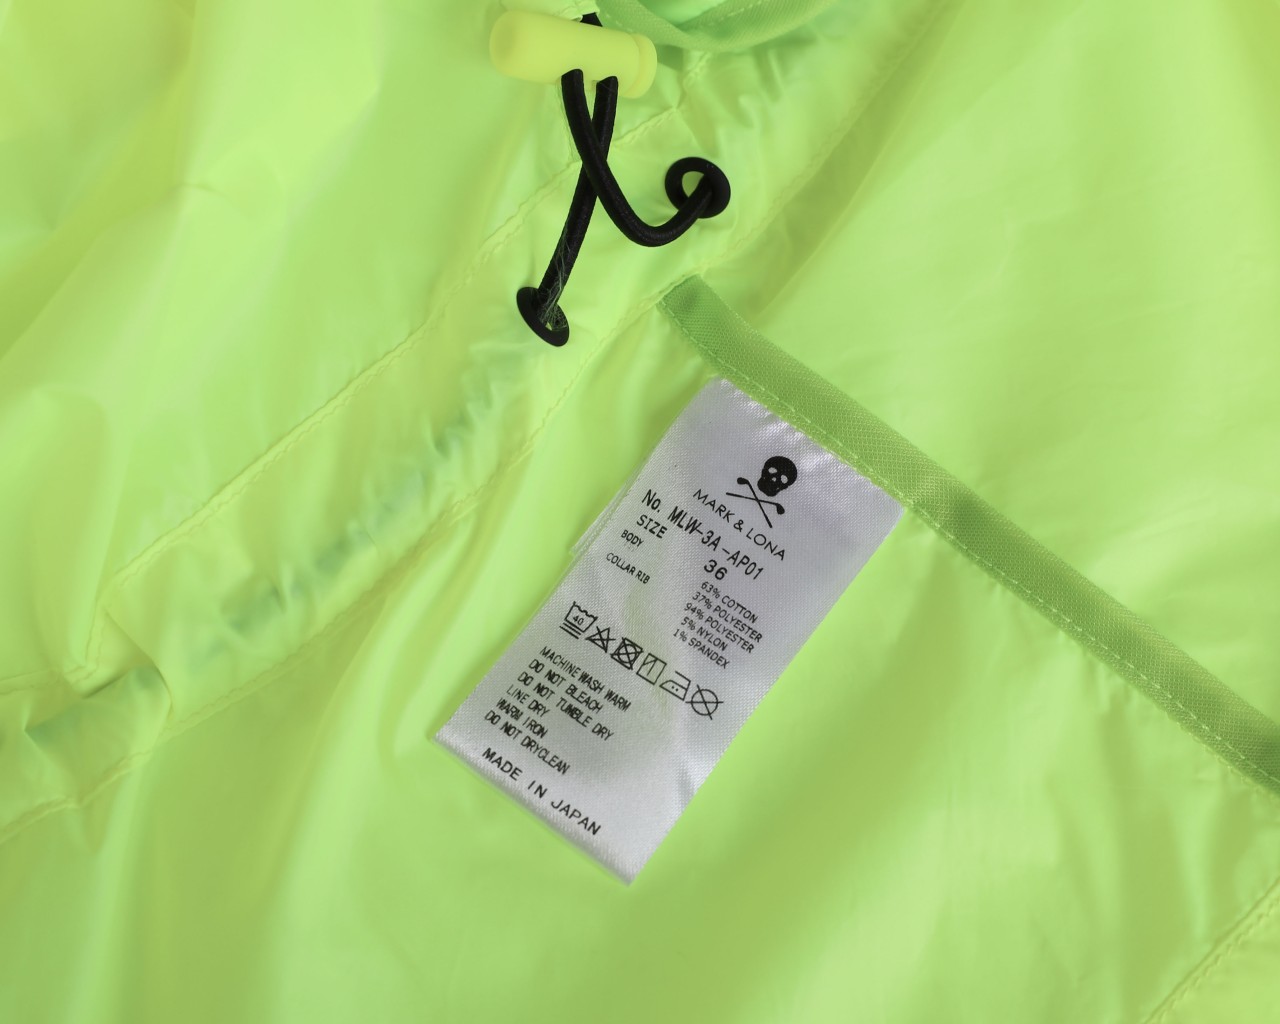 MARK & LONA
No. MLW-3A-AP01
SIZE 36
BODY 63% COTTON
37% POLYESTER
COLLAR RIB 94% POLYESTER
5% NYLON
1% SPANDEX
40
MACHINE WASH WARM
DO NOT BLEACH
DO NOT TUMBLE DRY
LINE DRY
WARM IRON
DO NOT DRYCLEAN
MADE IN JAPAN